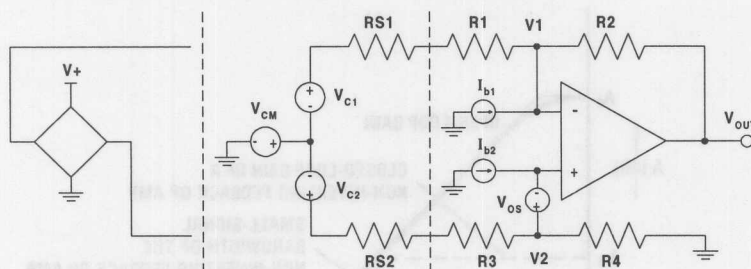 RS1 R1 V1 R2
V+
VC1
VCM
Ib1
-
VOUT
Ib2
+
VC2
VOS
RS2 R3 V2 R4